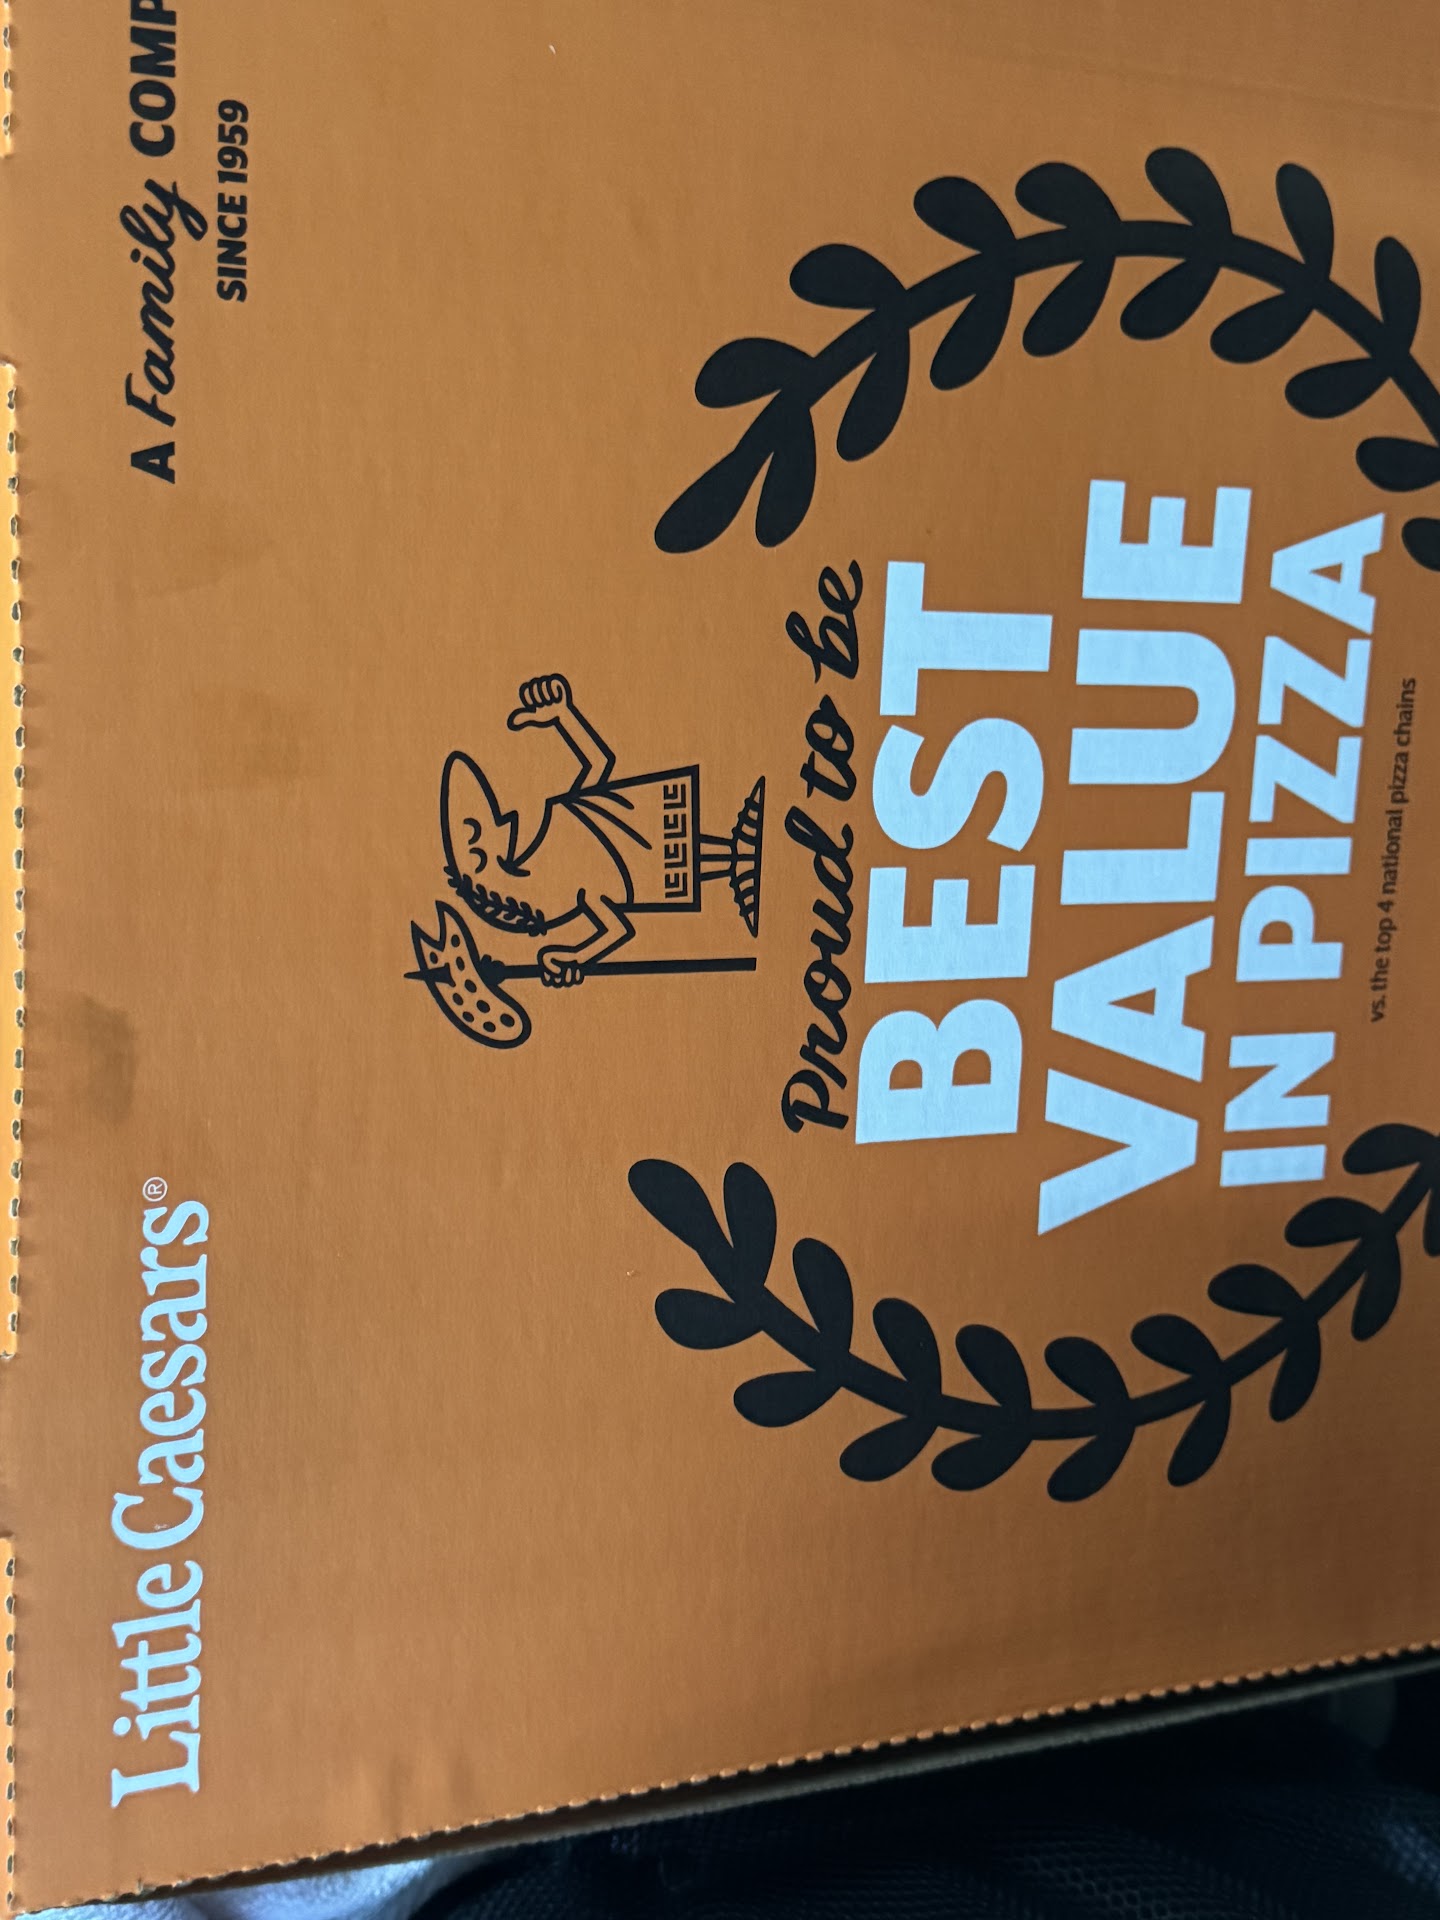 Little Caesars®
A Family COMP
SINCE 1959
Proud to be
BEST
VALUE
IN PIZZA
vs. the top 4 national pizza chains